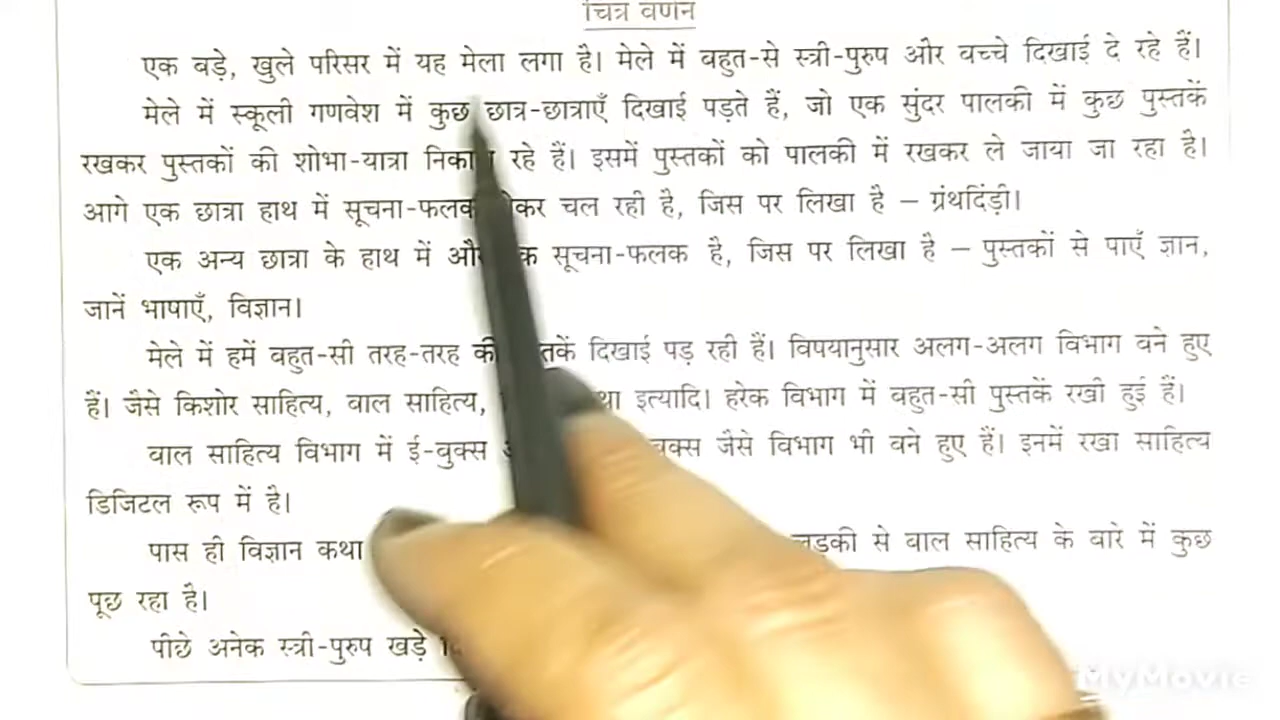 चित्र वर्णन
एक बड़े, खुले परिसर में यह मेला लगा है। मेले में बहुत-से स्त्री-पुरुष और बच्चे दिखाई दे रहे हैं।
मेले में स्कूली गणवेश में कुछ छात्र-छात्राएँ दिखाई पड़ते हैं, जो एक सुंदर पालकी में कुछ पुस्तकें
रखकर पुस्तकों की शोभा-यात्रा रहे हैं। इसमें पुस्तकों को पालकी में रखकर ले जाया जा रहा है।
आगे एक छात्रा हाथ में सूचना-फलक चल रही है, जिस पर लिखा है – ग्रंथदिंड़ी।
एक अन्य छात्रा के हाथ में सूचना-फलक है, जिस पर लिखा है – पुस्तकों से पाएँ ज्ञान,
जानें भाषाएँ, विज्ञान।
मेले में हमें बहुत-सी तरह-तरह की दिखाई पड़ रही हैं। विषयानुसार अलग-अलग विभाग बने हुए
हैं। जैसे किशोर साहित्य, बाल साहित्य, इत्यादि। हरेक विभाग में बहुत-सी पुस्तकें रखी हुई हैं।
बाल साहित्य विभाग में ई-बुक्स जैसे विभाग भी बने हुए हैं। इनमें रखा साहित्य
डिजिटल रूप में है।
पास ही विज्ञान कथा लड़की से बाल साहित्य के बारे में कुछ
पूछ रहा है।
पीछे अनेक स्त्री-पुरुष खड़े
MyMovie